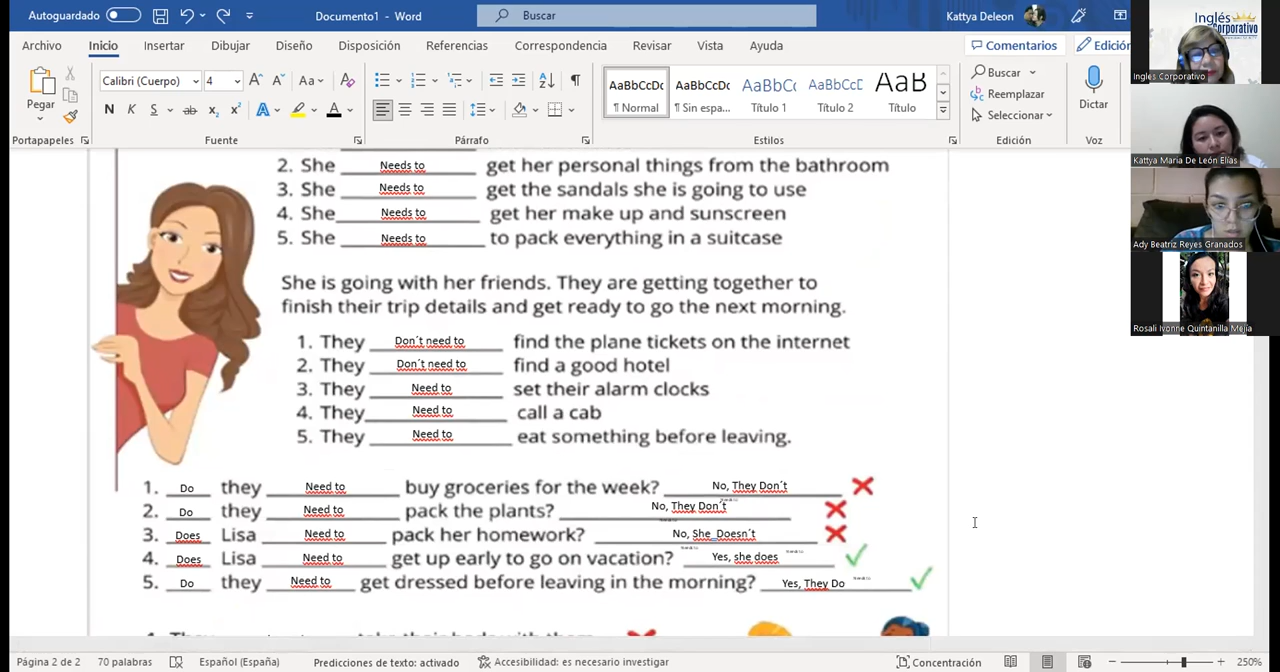 Autoguardado
Documento1 - Word
Buscar
Kattya Deleon
Archivo Inicio Insertar Dibujar Diseño Disposición Referencias Correspondencia Revisar Vista Ayuda
Comentarios
Edición
Calibri (Cuerpo) 4
Pegar
N K S ab x₂ x² A A
Aa
AaBbCcDc AaBbCcDc AaBbCc AaBbCcD AaB
¶ Normal ¶ Sin espa... Título 1 Título 2 Título
Buscar
Reemplazar
Seleccionar
Dictar
Portapapeles Fuente Párrafo Estilos Edición Voz
Inglés
Corporativo
Ingles Corporativo
Kattya Maria De León Elías
Ady Beatriz Reyes Granados
Rosali Ivonne Quintanilla Mejía
2. She Needs to get her personal things from the bathroom
3. She Needs to get the sandals she is going to use
4. She Needs to get her make up and sunscreen
5. She Needs to to pack everything in a suitcase
She is going with her friends. They are getting together to
finish their trip details and get ready to go the next morning.
1. They Don´t need to find the plane tickets on the internet
2. They Don´t need to find a good hotel
3. They Need to set their alarm clocks
4. They Need to call a cab
5. They Need to eat something before leaving.
1. Do they Need to buy groceries for the week? No, They Don´t
2. Do they Need to pack the plants? No, They Don´t
3. Does Lisa Need to pack her homework? No, She Doesn´t
4. Does Lisa Need to get up early to go on vacation? Yes, she does
5. Do they Need to get dressed before leaving in the morning? Yes, They Do
Página 2 de 2 70 palabras Español (España) Predicciones de texto: activado Accesibilidad: es necesario investigar Concentración 250%